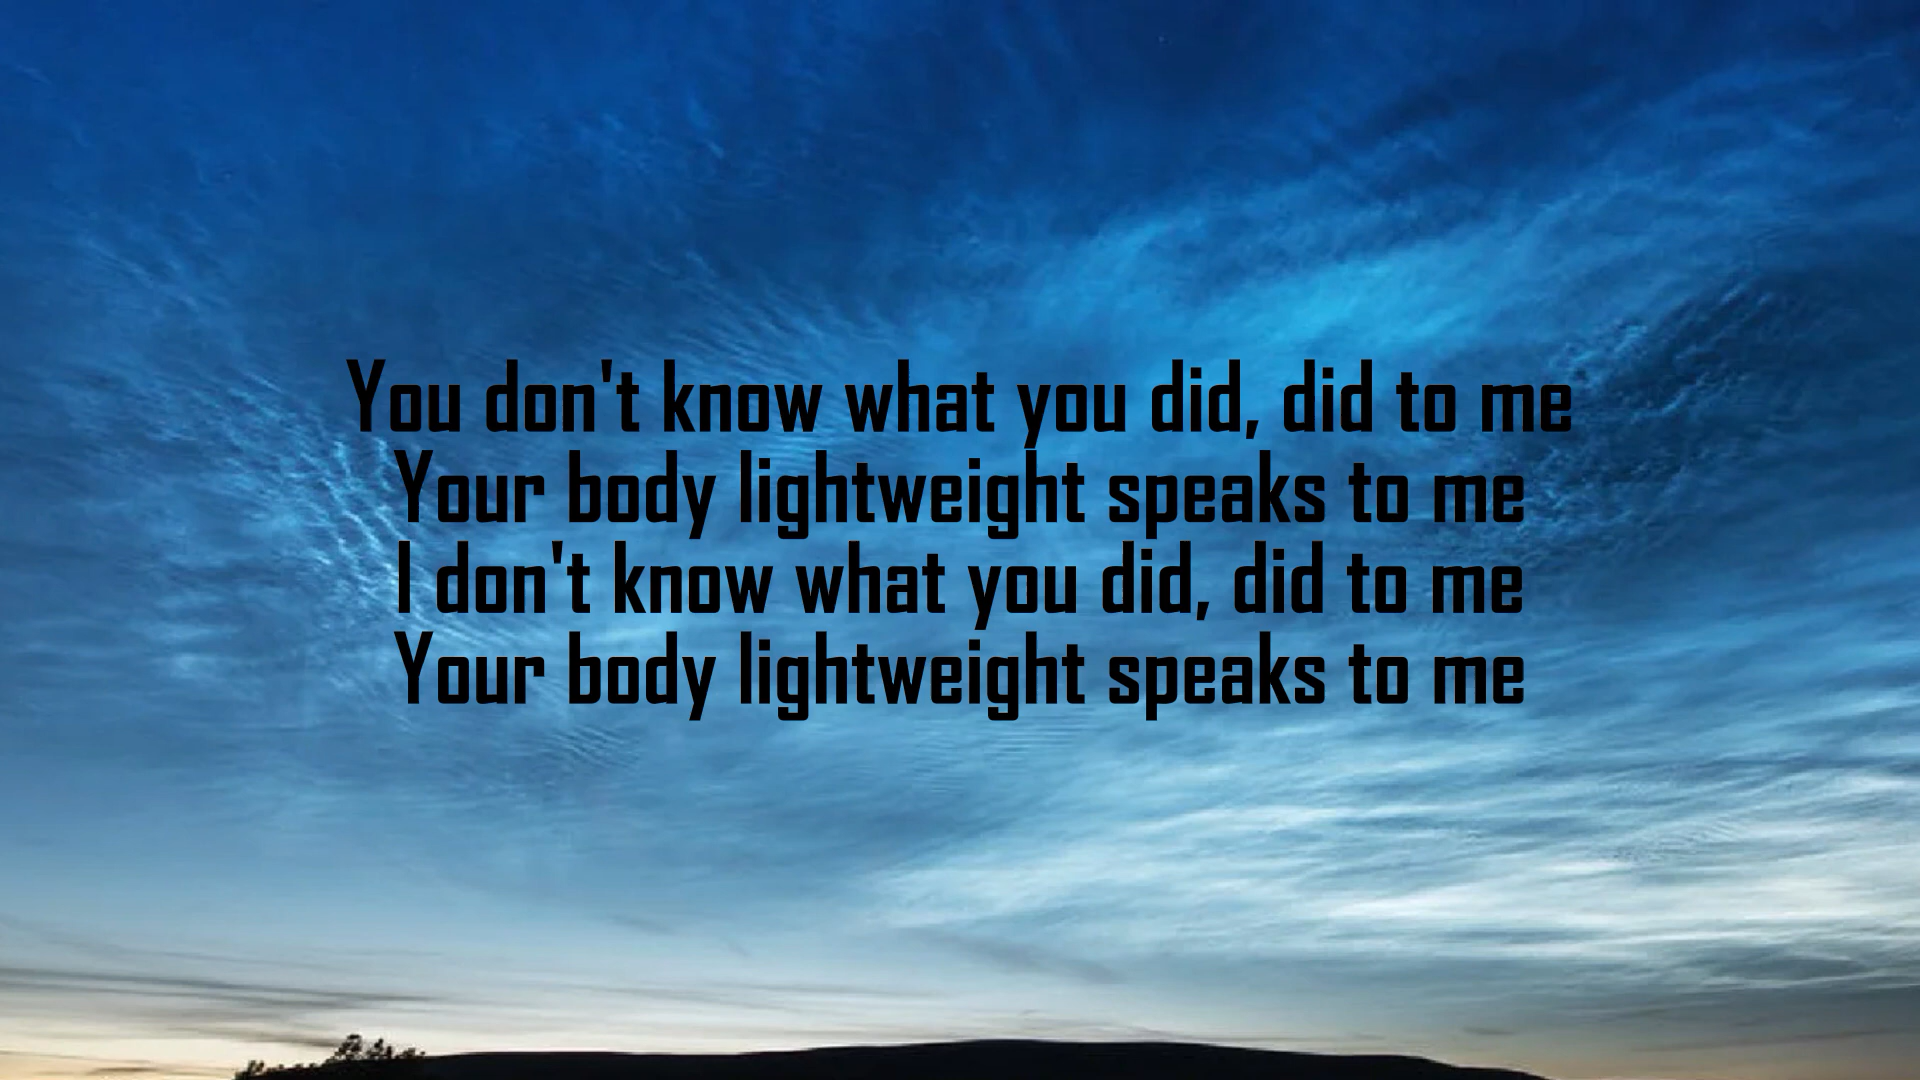 You don't know what you did, did to me
Your body lightweight speaks to me
I don't know what you did, did to me
Your body lightweight speaks to me